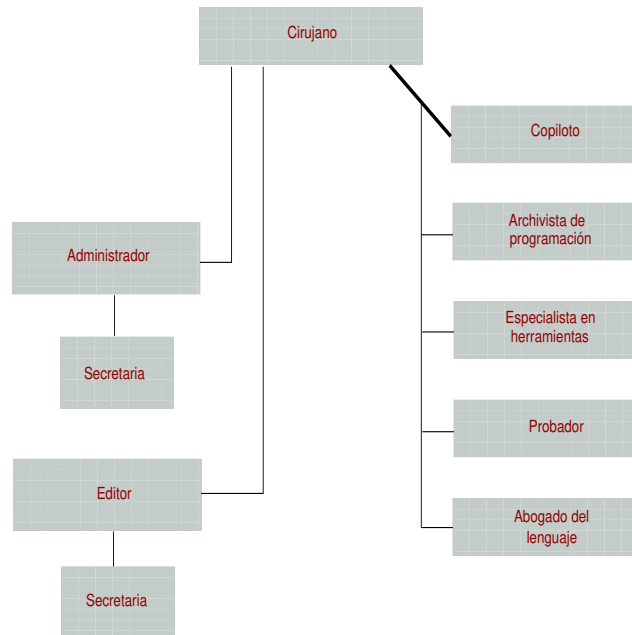 Cirujano
Copiloto
Archivista de
programación
Administrador
Especialista en
herramientas
Secretaria
Probador
Editor
Abogado del
lenguaje
Secretaria